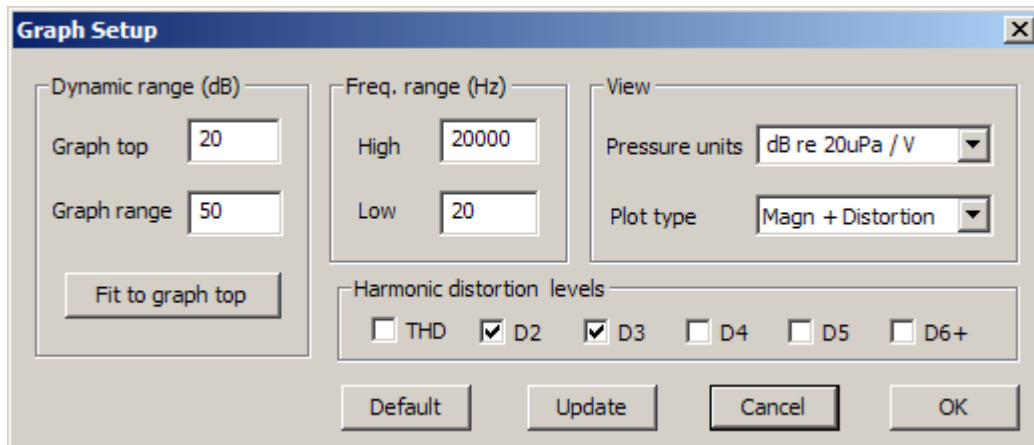 Graph Setup
Dynamic range (dB)
Graph top 20
Graph range 50
Fit to graph top
Freq. range (Hz)
High 20000
Low 20
View
Pressure units dB re 20uPa / V
Plot type Magn + Distortion
Harmonic distortion levels
THD D2 D3 D4 D5 D6+
Default Update Cancel OK